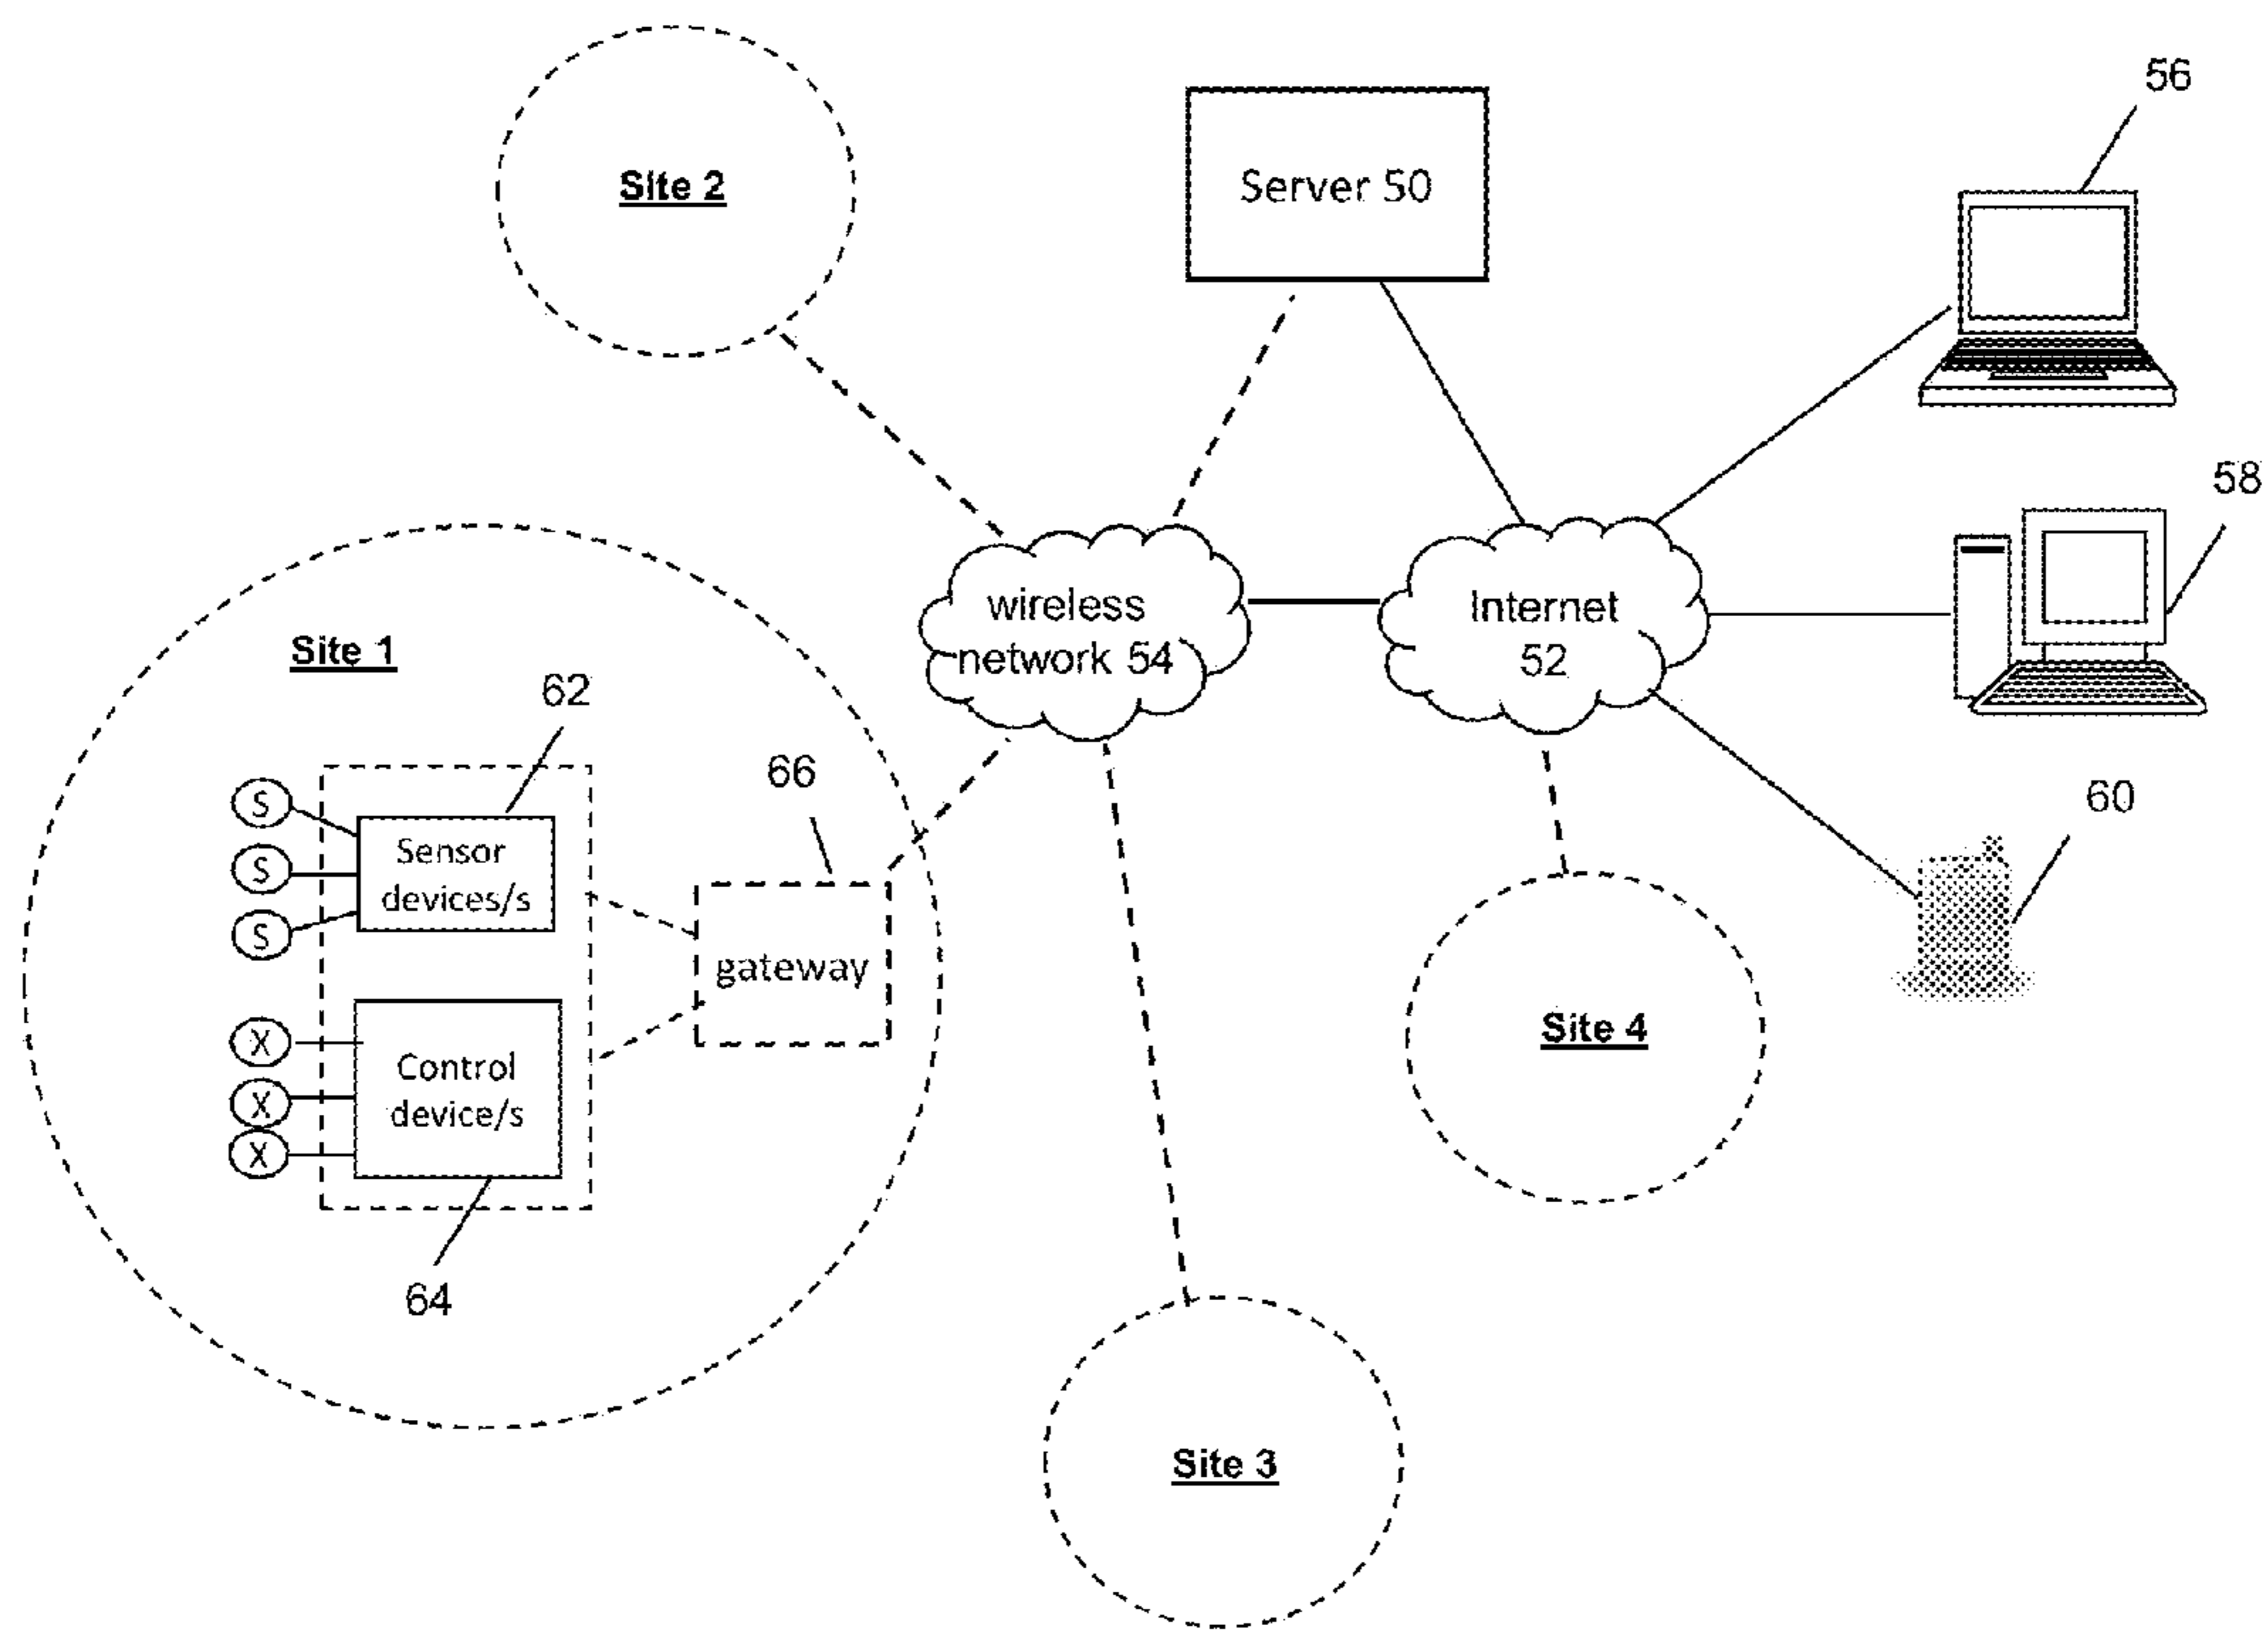 56
Site 2
Server 50
58
wireless
network 54
Internet
52
Site 1
62
66
60
S
S
S
Sensor
devices/s
gateway
Site 4
X
X
X
Control
device/s
64
Site 3